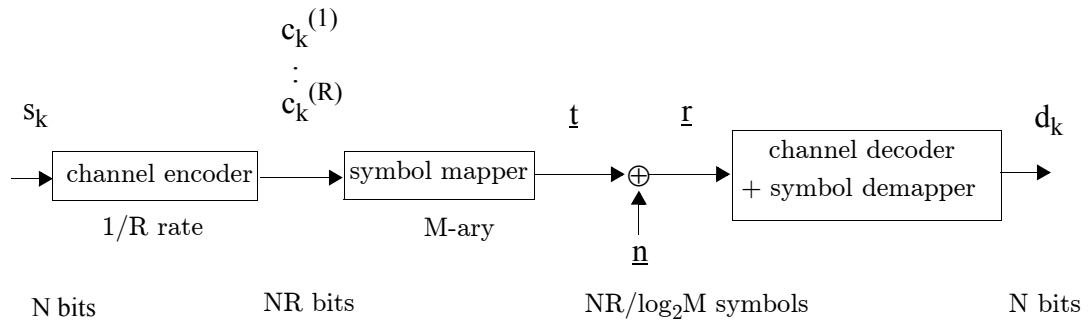 c_k^(1)
⋮
c_k^(R)
s_k
t
r
d_k
channel encoder
symbol mapper
⊕
channel decoder
+ symbol demapper
1/R rate
M-ary
n
N bits
NR bits
NR/log₂M symbols
N bits